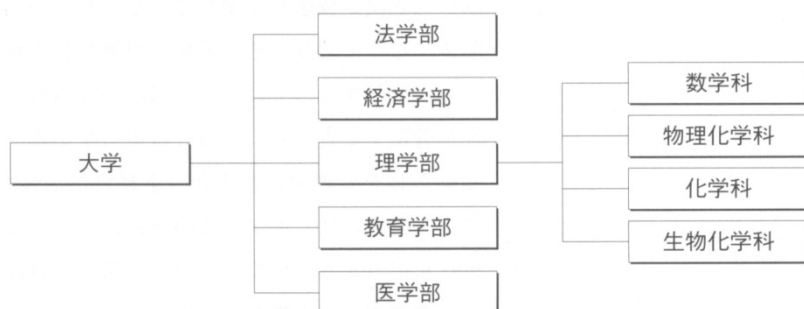 大学
法学部
経済学部
理学部
教育学部
医学部
数学科
物理化学科
化学科
生物化学科